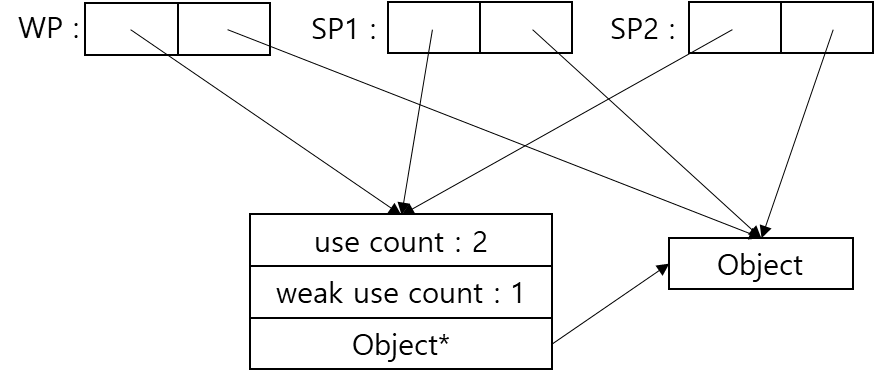 WP :
SP1 :
SP2 :
use count : 2
weak use count : 1
Object*
Object